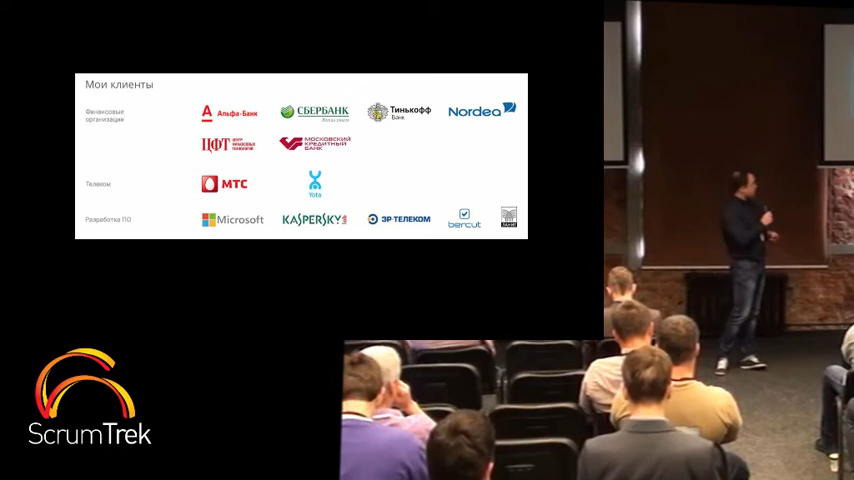 Мои клиенты
Финансовые
организации
Альфа-Банк
СБЕРБАНК
Тинькофф
Банк
Nordea
ЦФТ
МОСКОВСКИЙ
КРЕДИТНЫЙ
БАНК
Телеком
МТС
Yota
Разработка ПО
Microsoft
KASPERSKY
ЭР-ТЕЛЕКОМ
bercut
ScrumTrek